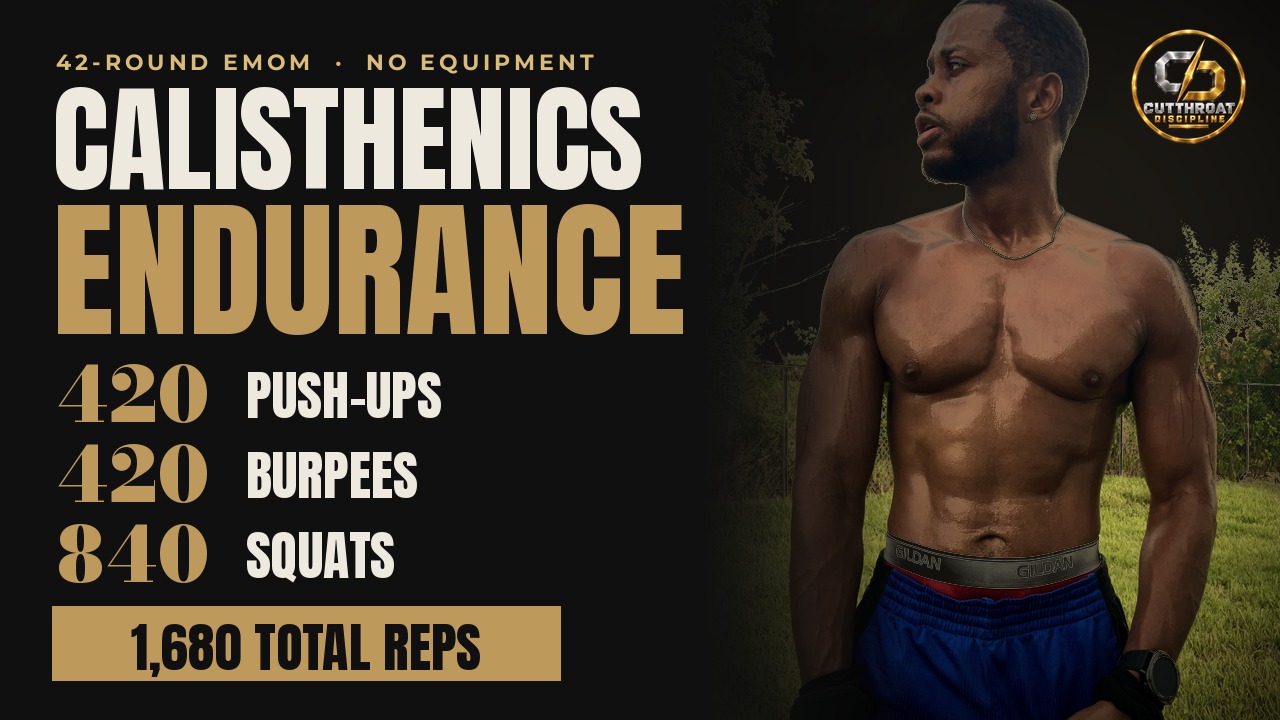 42-ROUND EMOM · NO EQUIPMENT
CALISTHENICS
ENDURANCE
420 PUSH-UPS
420 BURPEES
840 SQUATS
1,680 TOTAL REPS
CD
CUTTHROAT
DISCIPLINE
GILDAN GILDAN